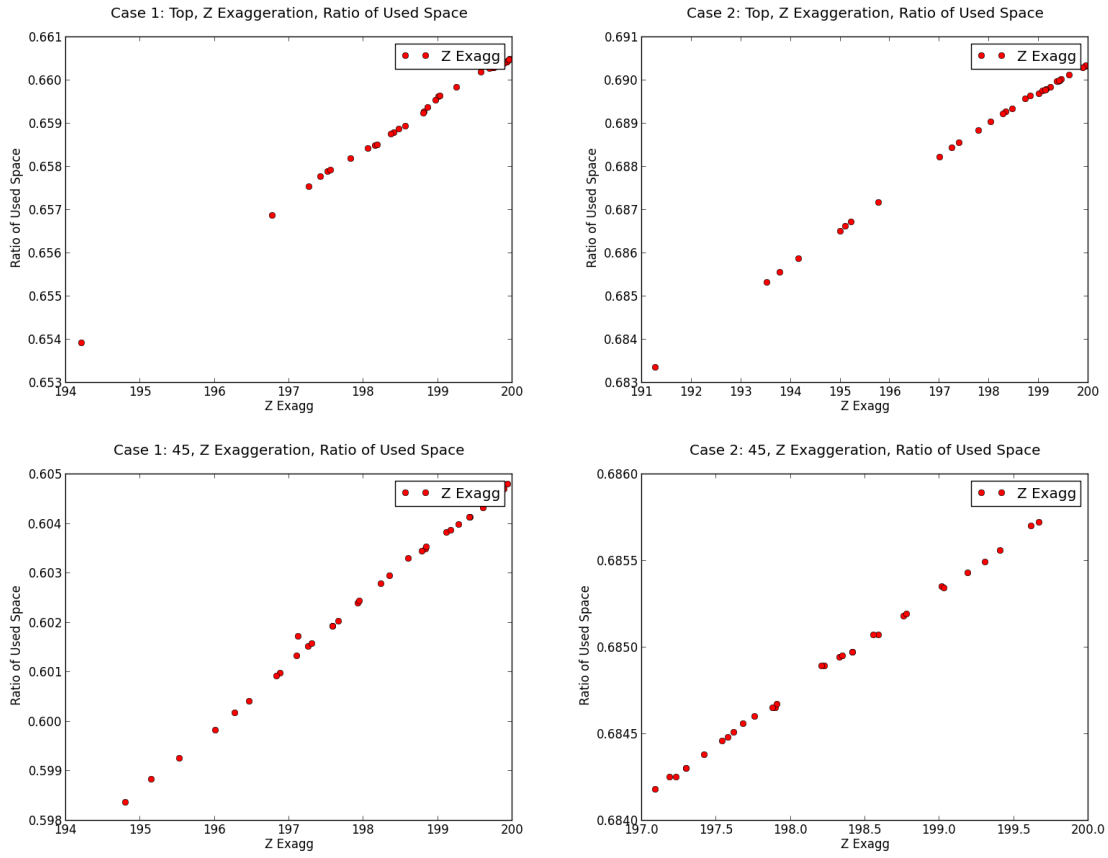 Case 1: Top, Z Exaggeration, Ratio of Used Space
0.661
0.660
0.659
0.658
0.657
0.656
0.655
0.654
0.653
Ratio of Used Space
Z Exagg
194 195 196 197 198 199 200
Z Exagg
Case 2: Top, Z Exaggeration, Ratio of Used Space
0.691
0.690
0.689
0.688
0.687
0.686
0.685
0.684
0.683
Ratio of Used Space
Z Exagg
191 192 193 194 195 196 197 198 199 200
Z Exagg
Case 1: 45, Z Exaggeration, Ratio of Used Space
0.605
0.604
0.603
0.602
0.601
0.600
0.599
0.598
Ratio of Used Space
Z Exagg
194 195 196 197 198 199 200
Z Exagg
Case 2: 45, Z Exaggeration, Ratio of Used Space
0.6860
0.6855
0.6850
0.6845
0.6840
Ratio of Used Space
Z Exagg
197.0 197.5 198.0 198.5 199.0 199.5 200.0
Z Exagg